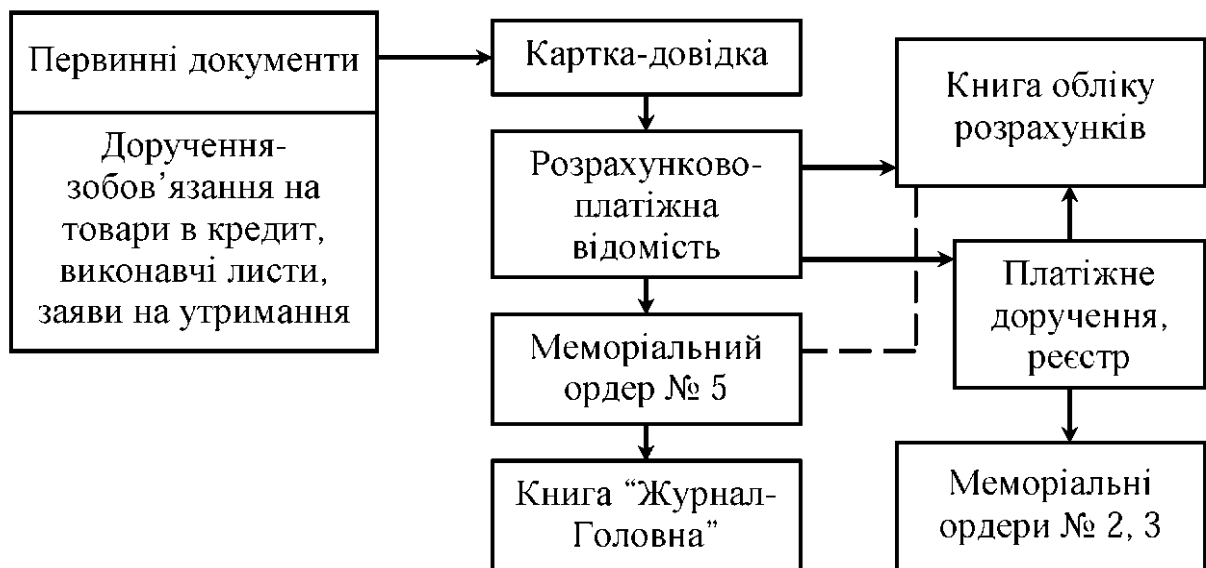 Первинні документи
Доручення-
зобов’язання на
товари в кредит,
виконавчі листи,
заяви на утримання
Картка-довідка
Розрахунково-
платіжна
відомість
Меморіальний
ордер № 5
Книга “Журнал-
Головна”
Книга обліку
розрахунків
Платіжне
доручення,
реєстр
Меморіальні
ордери № 2, 3